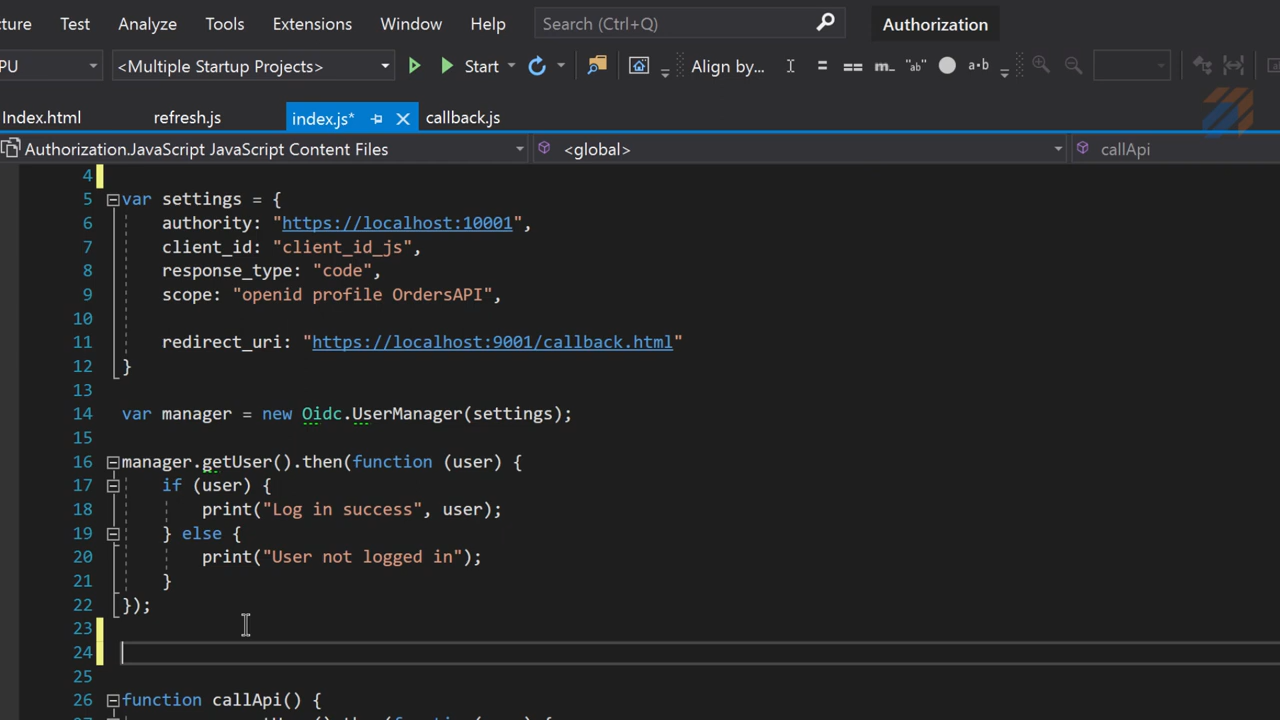 cture Test Analyze Tools Extensions Window Help Search (Ctrl+Q) Authorization
PU <Multiple Startup Projects> Start Align by... = == m_ "ab" a-b
Index.html refresh.js index.js* callback.js
Authorization.JavaScript JavaScript Content Files <global> callApi
4
5 var settings = {
6 authority: "https://localhost:10001",
7 client_id: "client_id_js",
8 response_type: "code",
9 scope: "openid profile OrdersAPI",
10
11 redirect_uri: "https://localhost:9001/callback.html"
12 }
13
14 var manager = new Oidc.UserManager(settings);
15
16 manager.getUser().then(function (user) {
17 if (user) {
18 print("Log in success", user);
19 } else {
20 print("User not logged in");
21 }
22 });
23
24
25
26 function callApi() {